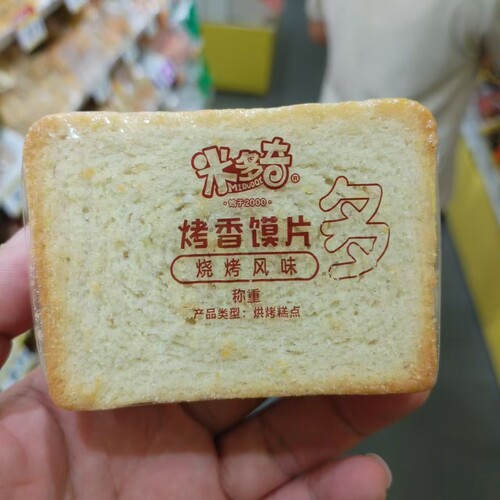 米多奇®
MIDUOQI
·始于2000·
烤香馍片
多
烧烤风味
称重
产品类型：烘烤糕点